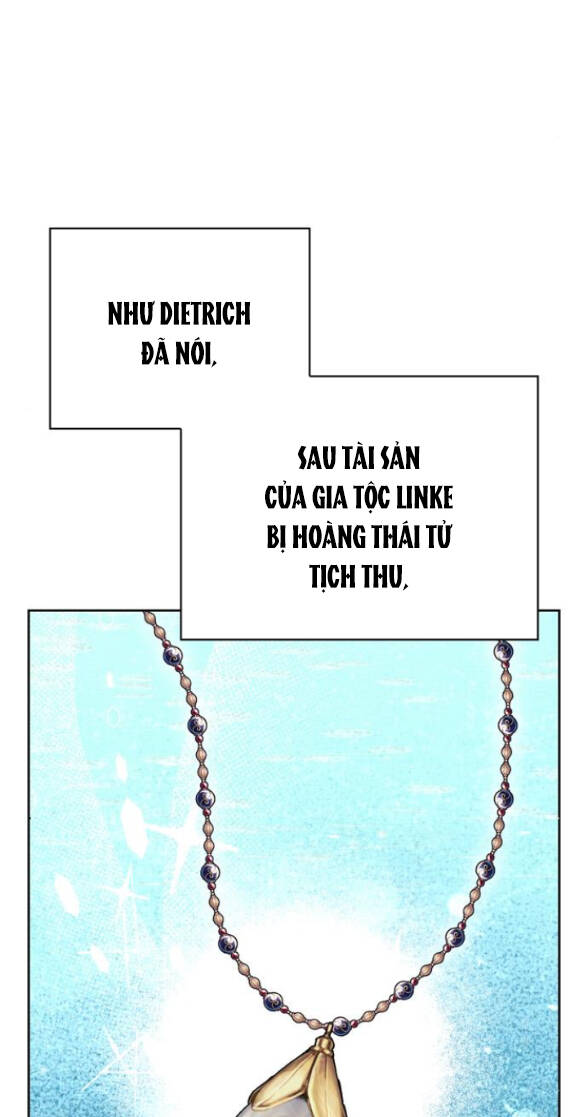 NHƯ DIETRICH
ĐÃ NÓI,
SAU TÀI SẢN
CỦA GIA TỘC LINKE
BỊ HOÀNG THÁI TỬ
TỊCH THU,